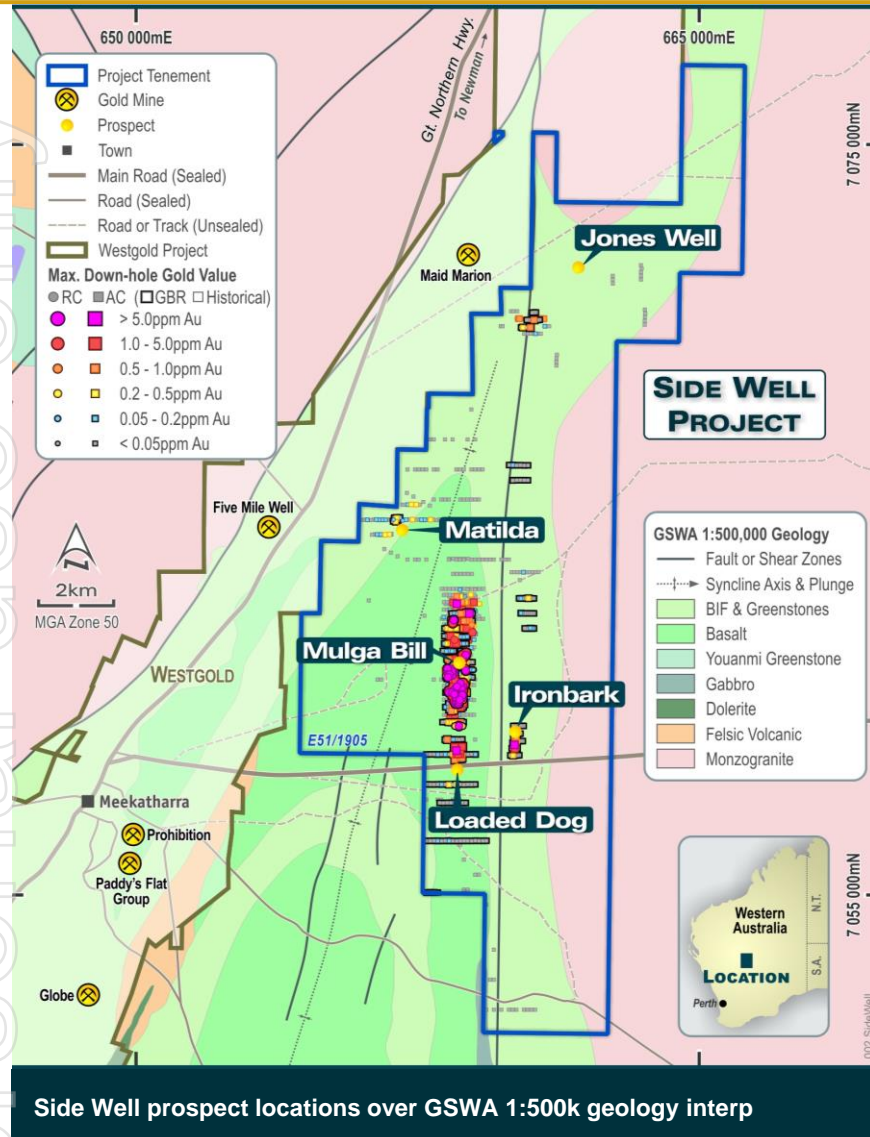 650 000mE
665 000mE
Gt. Northern Hwy.
To Newman
7 075 000mN
Project Tenement
Gold Mine
Prospect
Town
Main Road (Sealed)
Road (Sealed)
Road or Track (Unsealed)
Westgold Project
Max. Down-hole Gold Value
RC AC (GBR Historical)
> 5.0ppm Au
1.0 - 5.0ppm Au
0.5 - 1.0ppm Au
0.2 - 0.5ppm Au
0.05 - 0.2ppm Au
< 0.05ppm Au
Jones Well
Maid Marion
SIDE WELL
PROJECT
Five Mile Well
Matilda
2km
MGA Zone 50
GSWA 1:500,000 Geology
Fault or Shear Zones
Syncline Axis & Plunge
BIF & Greenstones
Basalt
Youanmi Greenstone
Gabbro
Dolerite
Felsic Volcanic
Monzogranite
Mulga Bill
WESTGOLD
Ironbark
E51/1905
Meekatharra
Loaded Dog
Prohibition
Paddy's Flat
Group
7 055 000mN
Western
Australia
N.T.
S.A.
LOCATION
Perth
Globe
002 SideWell
Side Well prospect locations over GSWA 1:500k geology interp